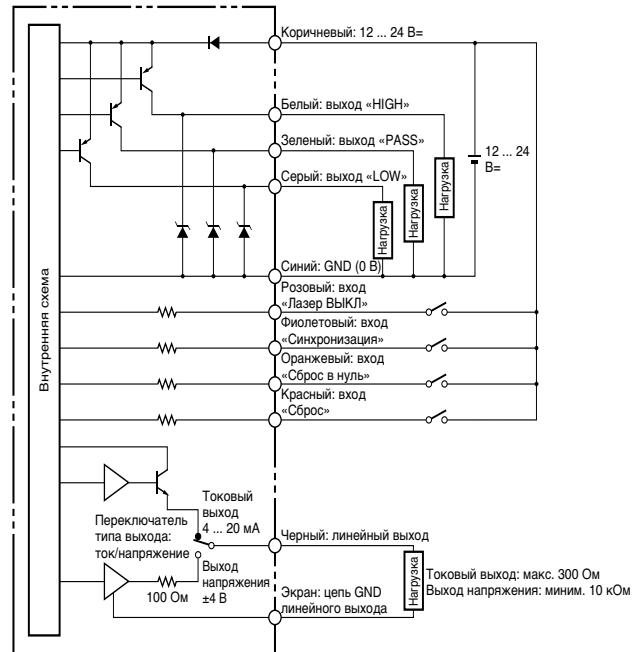 Коричневый: 12 ... 24 В=
Белый: выход «HIGH»
Зеленый: выход «PASS»
12 ... 24
В=
Серый: выход «LOW»
Нагрузка
Нагрузка
Нагрузка
Синий: GND (0 В)
Розовый: вход
«Лазер ВЫКЛ»
Фиолетовый: вход
«Синхронизация»
Оранжевый: вход
«Сброс в нуль»
Красный: вход
«Сброс»
Внутренняя схема
Токовый
выход
4 ... 20 мА
Переключатель
типа выхода:
ток/напряжение
Черный: линейный выход
Выход
напряжения
±4 В
100 Ом
Экран: цепь GND
линейного выхода
Нагрузка
Токовый выход: макс. 300 Ом
Выход напряжения: миним. 10 кОм